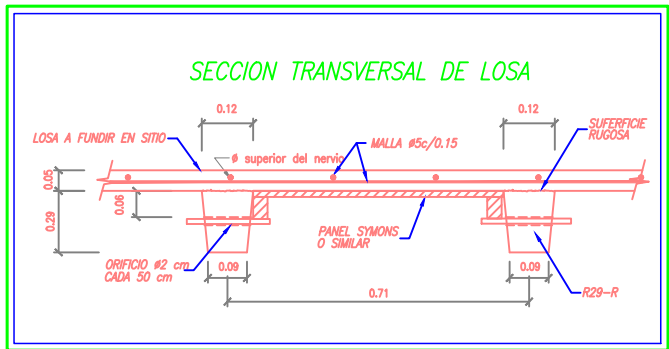 SECCION TRANSVERSAL DE LOSA
0.12
0.12
LOSA A FUNDIR EN SITIO
Ø superior del nervio
MALLA Ø5c/0.15
SUFERFICIE
RUGOSA
0.05
0.06
0.29
PANEL SYMONS
O SIMILAR
ORIFICIO Ø2 cm
CADA 50 cm
0.09
0.09
0.71
R29-R